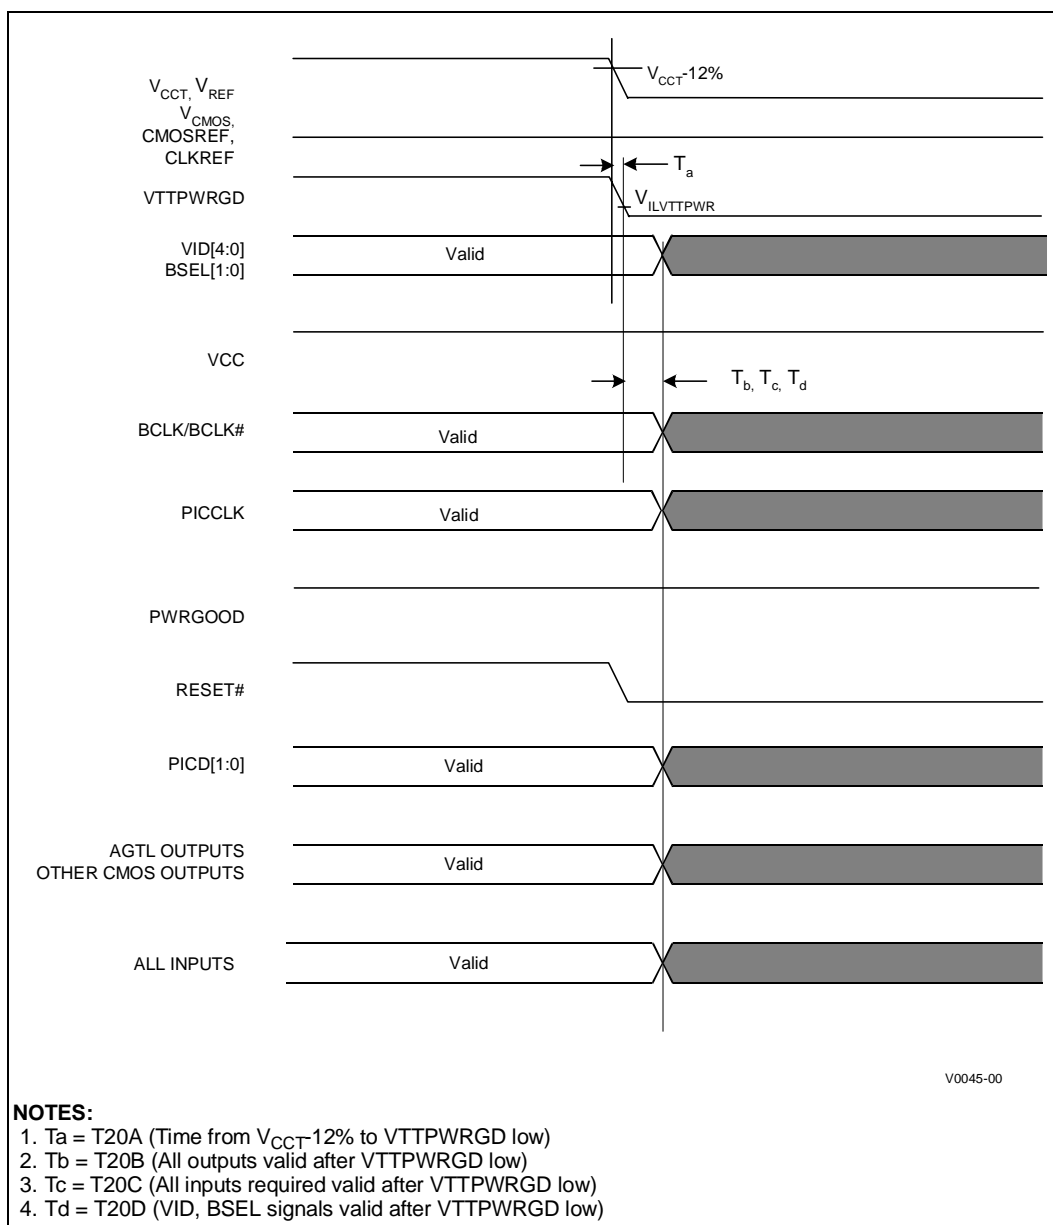 V_CCT-12%
V_CCT, V_REF
V_CMOS,
CMOSREF,
CLKREF
T_a
VTTPWRGD
V_ILVTTPWR
VID[4:0]
BSEL[1:0]
Valid
VCC
T_b, T_c, T_d
BCLK/BCLK#
Valid
PICCLK
Valid
PWRGOOD
RESET#
PICD[1:0]
Valid
AGTL OUTPUTS
OTHER CMOS OUTPUTS
Valid
ALL INPUTS
Valid
V0045-00
NOTES:
1. Ta = T20A (Time from V_CCT-12% to VTTPWRGD low)
2. Tb = T20B (All outputs valid after VTTPWRGD low)
3. Tc = T20C (All inputs required valid after VTTPWRGD low)
4. Td = T20D (VID, BSEL signals valid after VTTPWRGD low)